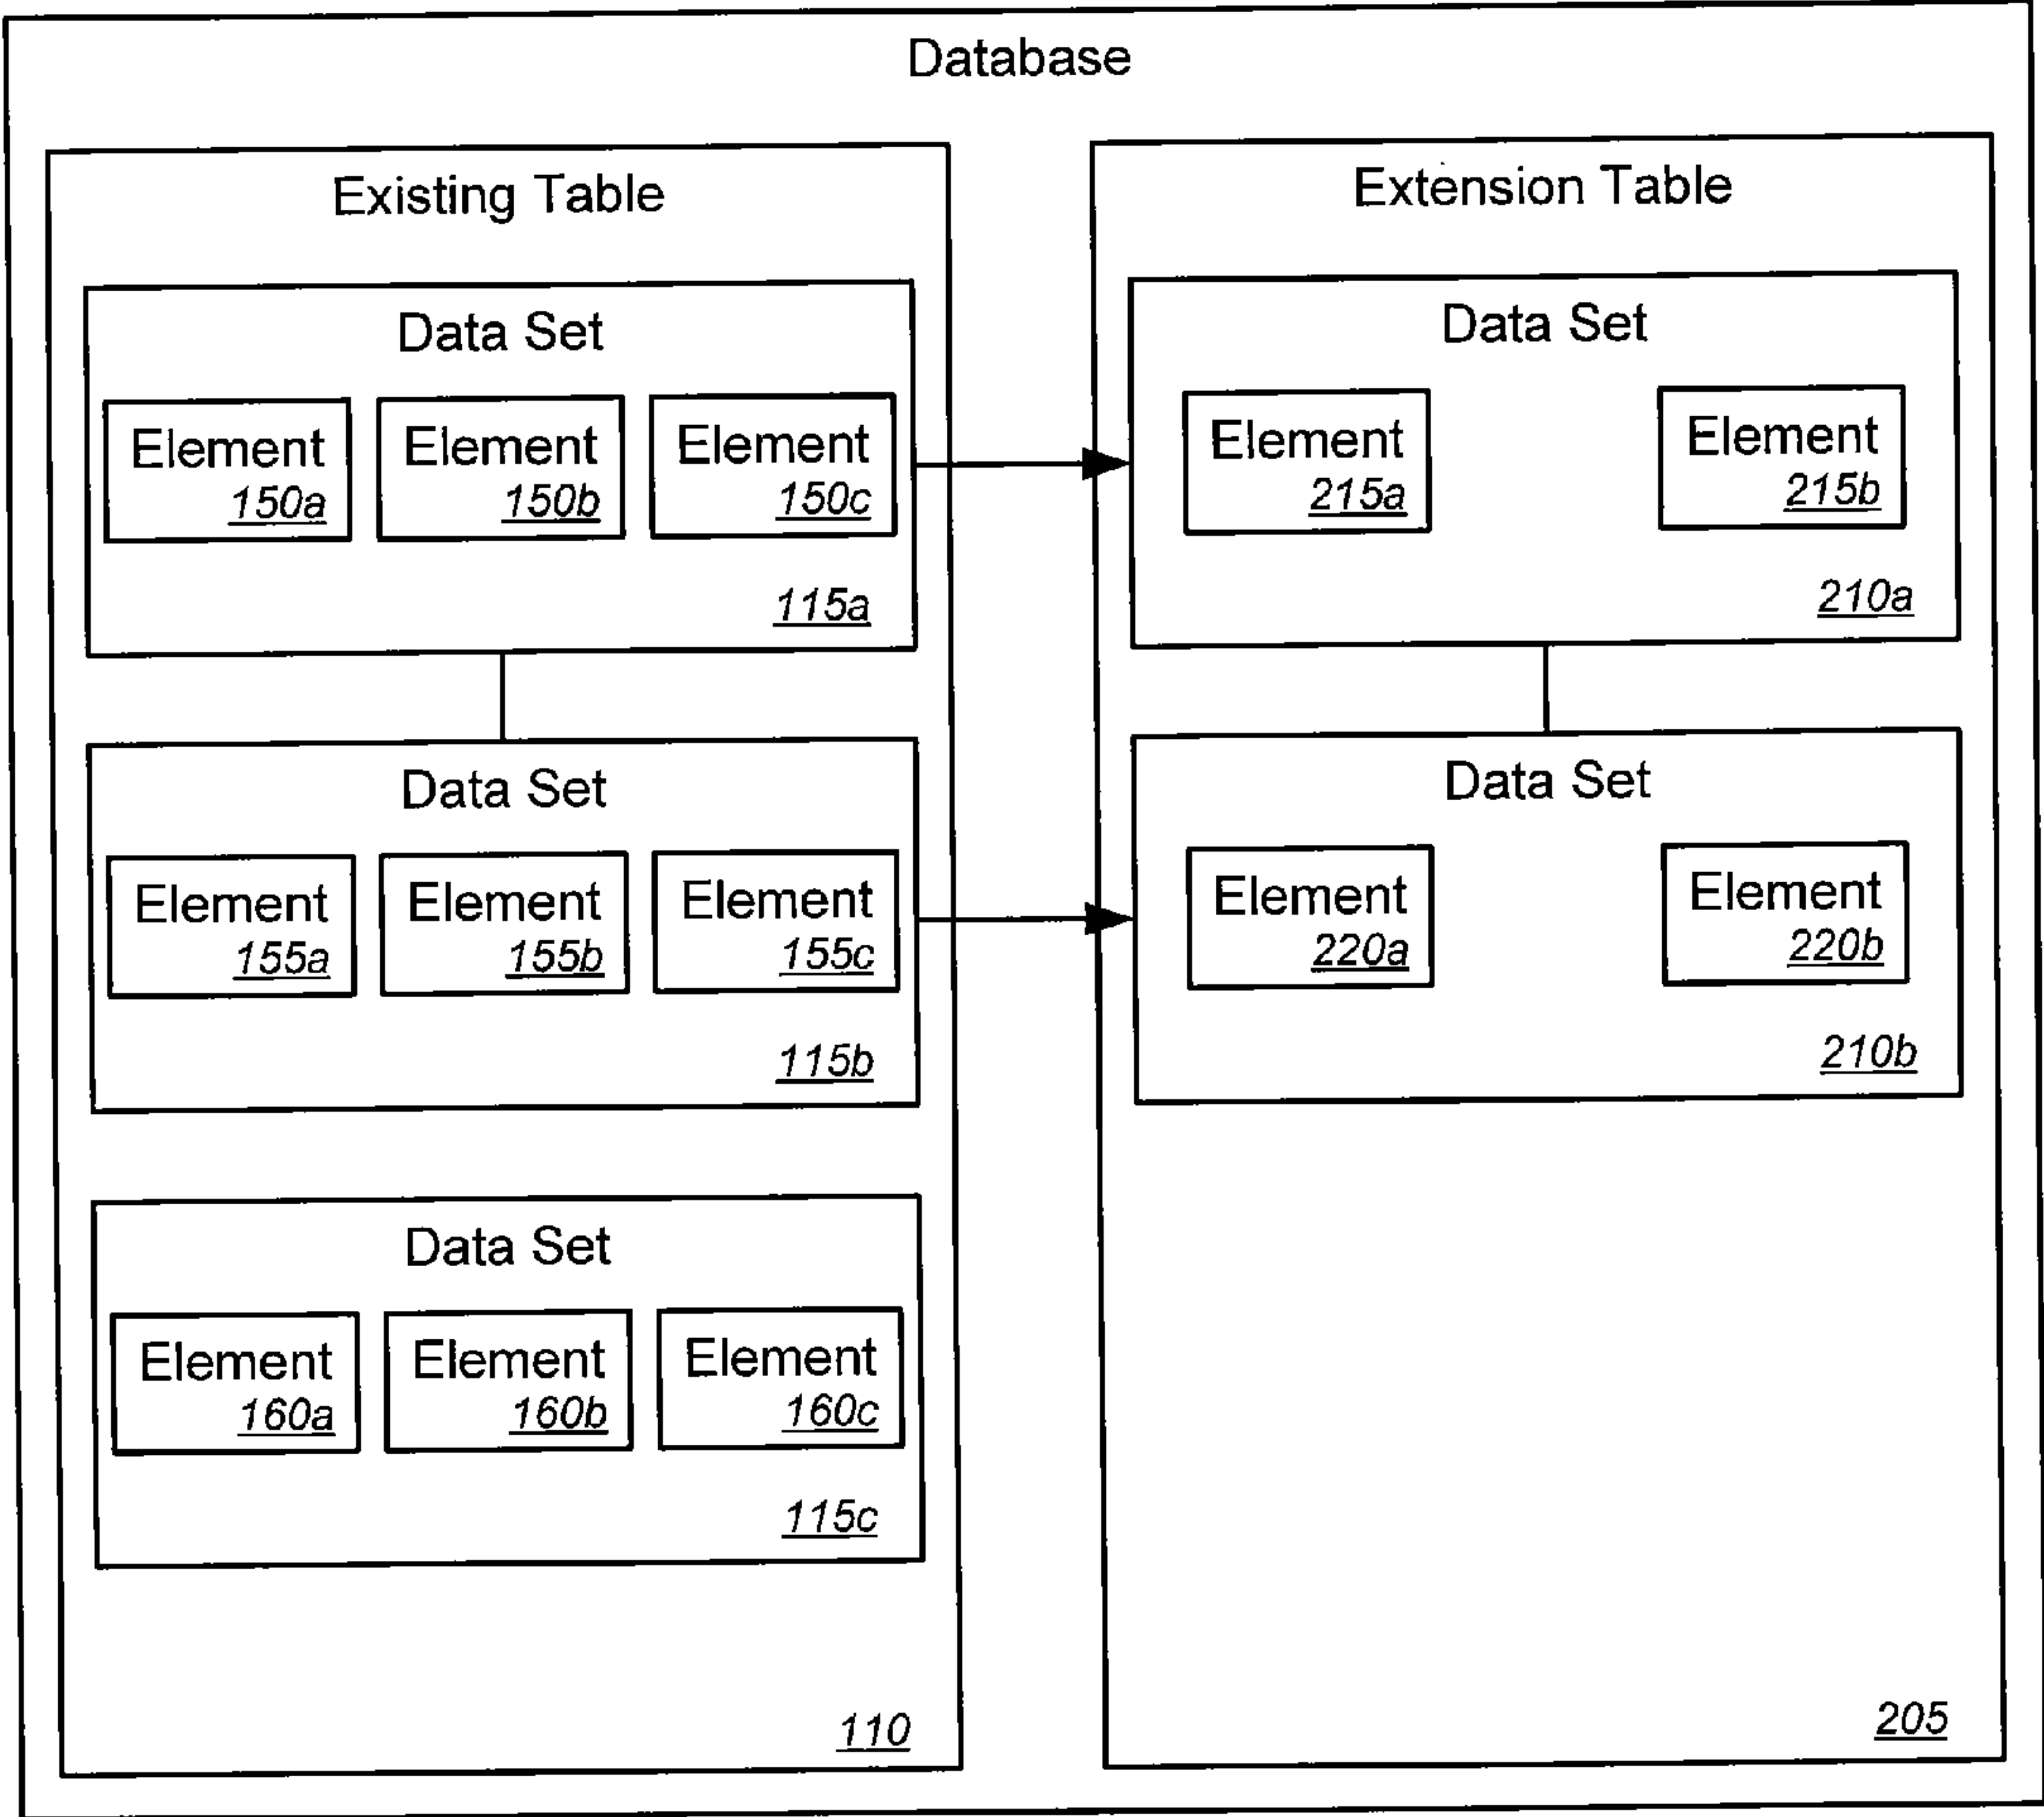 Database
Existing Table
Data Set
Element
150a
Element
150b
Element
150c
115a
Data Set
Element
155a
Element
155b
Element
155c
115b
Data Set
Element
160a
Element
160b
Element
160c
115c
110
Extension Table
Data Set
Element
215a
Element
215b
210a
Data Set
Element
220a
Element
220b
210b
205